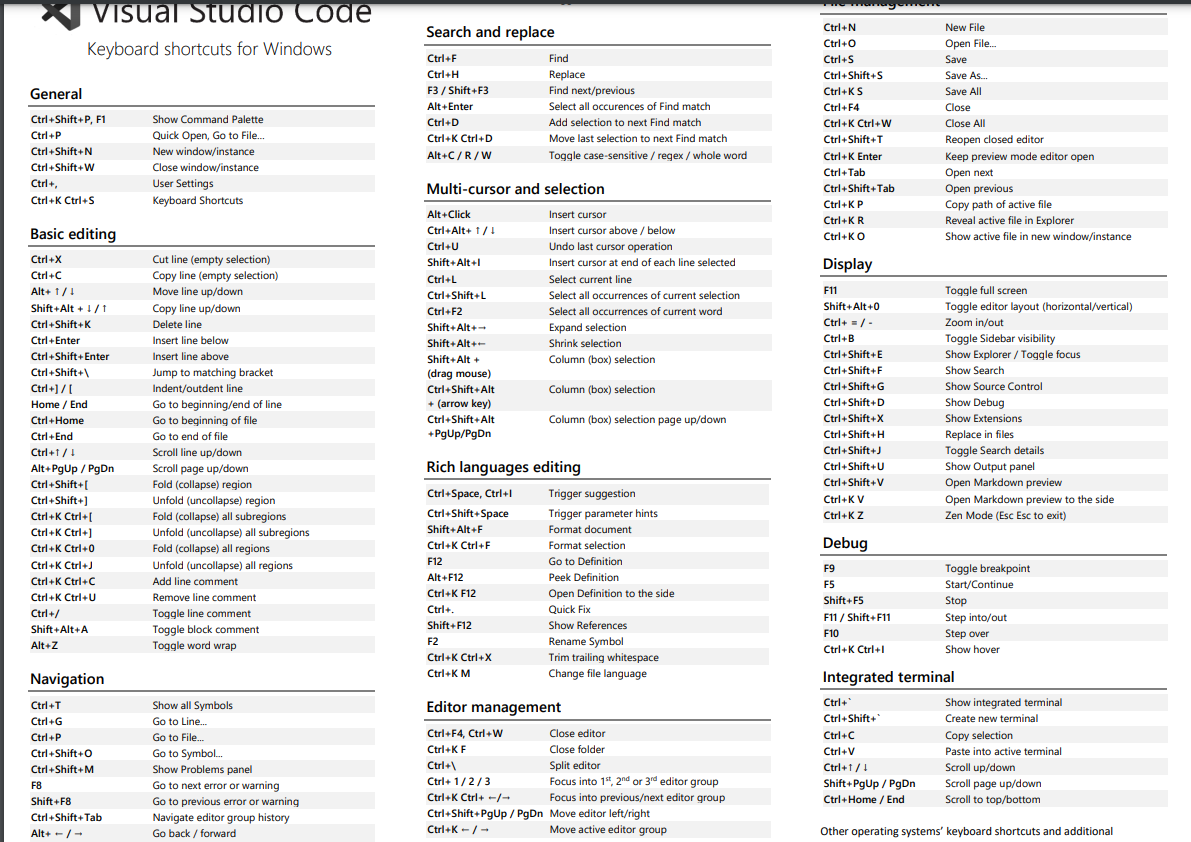 Visual Studio Code
Keyboard shortcuts for Windows
General
Ctrl+Shift+P, F1 Show Command Palette
Ctrl+P Quick Open, Go to File...
Ctrl+Shift+N New window/instance
Ctrl+Shift+W Close window/instance
Ctrl+, User Settings
Ctrl+K Ctrl+S Keyboard Shortcuts
Basic editing
Ctrl+X Cut line (empty selection)
Ctrl+C Copy line (empty selection)
Alt+ ↑ / ↓ Move line up/down
Shift+Alt + ↓ / ↑ Copy line up/down
Ctrl+Shift+K Delete line
Ctrl+Enter Insert line below
Ctrl+Shift+Enter Insert line above
Ctrl+Shift+\ Jump to matching bracket
Ctrl+] / [ Indent/outdent line
Home / End Go to beginning/end of line
Ctrl+Home Go to beginning of file
Ctrl+End Go to end of file
Ctrl+↑ / ↓ Scroll line up/down
Alt+PgUp / PgDn Scroll page up/down
Ctrl+Shift+[ Fold (collapse) region
Ctrl+Shift+] Unfold (uncollapse) region
Ctrl+K Ctrl+[ Fold (collapse) all subregions
Ctrl+K Ctrl+] Unfold (uncollapse) all subregions
Ctrl+K Ctrl+0 Fold (collapse) all regions
Ctrl+K Ctrl+J Unfold (uncollapse) all regions
Ctrl+K Ctrl+C Add line comment
Ctrl+K Ctrl+U Remove line comment
Ctrl+/ Toggle line comment
Shift+Alt+A Toggle block comment
Alt+Z Toggle word wrap
Navigation
Ctrl+T Show all Symbols
Ctrl+G Go to Line...
Ctrl+P Go to File...
Ctrl+Shift+O Go to Symbol...
Ctrl+Shift+M Show Problems panel
F8 Go to next error or warning
Shift+F8 Go to previous error or warning
Ctrl+Shift+Tab Navigate editor group history
Alt+ ← / → Go back / forward
Search and replace
Ctrl+F Find
Ctrl+H Replace
F3 / Shift+F3 Find next/previous
Alt+Enter Select all occurences of Find match
Ctrl+D Add selection to next Find match
Ctrl+K Ctrl+D Move last selection to next Find match
Alt+C / R / W Toggle case-sensitive / regex / whole word
Multi-cursor and selection
Alt+Click Insert cursor
Ctrl+Alt+ ↑ / ↓ Insert cursor above / below
Ctrl+U Undo last cursor operation
Shift+Alt+I Insert cursor at end of each line selected
Ctrl+L Select current line
Ctrl+Shift+L Select all occurrences of current selection
Ctrl+F2 Select all occurrences of current word
Shift+Alt+→ Expand selection
Shift+Alt+← Shrink selection
Shift+Alt + Column (box) selection
(drag mouse)
Ctrl+Shift+Alt Column (box) selection
+ (arrow key)
Ctrl+Shift+Alt Column (box) selection page up/down
+PgUp/PgDn
Rich languages editing
Ctrl+Space, Ctrl+I Trigger suggestion
Ctrl+Shift+Space Trigger parameter hints
Shift+Alt+F Format document
Ctrl+K Ctrl+F Format selection
F12 Go to Definition
Alt+F12 Peek Definition
Ctrl+K F12 Open Definition to the side
Ctrl+. Quick Fix
Shift+F12 Show References
F2 Rename Symbol
Ctrl+K Ctrl+X Trim trailing whitespace
Ctrl+K M Change file language
Editor management
Ctrl+F4, Ctrl+W Close editor
Ctrl+K F Close folder
Ctrl+\ Split editor
Ctrl+ 1 / 2 / 3 Focus into 1st, 2nd or 3rd editor group
Ctrl+K Ctrl+ ←/→ Focus into previous/next editor group
Ctrl+Shift+PgUp / PgDn Move editor left/right
Ctrl+K ← / → Move active editor group
File management
Ctrl+N New File
Ctrl+O Open File...
Ctrl+S Save
Ctrl+Shift+S Save As...
Ctrl+K S Save All
Ctrl+F4 Close
Ctrl+K Ctrl+W Close All
Ctrl+Shift+T Reopen closed editor
Ctrl+K Enter Keep preview mode editor open
Ctrl+Tab Open next
Ctrl+Shift+Tab Open previous
Ctrl+K P Copy path of active file
Ctrl+K R Reveal active file in Explorer
Ctrl+K O Show active file in new window/instance
Display
F11 Toggle full screen
Shift+Alt+0 Toggle editor layout (horizontal/vertical)
Ctrl+ = / - Zoom in/out
Ctrl+B Toggle Sidebar visibility
Ctrl+Shift+E Show Explorer / Toggle focus
Ctrl+Shift+F Show Search
Ctrl+Shift+G Show Source Control
Ctrl+Shift+D Show Debug
Ctrl+Shift+X Show Extensions
Ctrl+Shift+H Replace in files
Ctrl+Shift+J Toggle Search details
Ctrl+Shift+U Show Output panel
Ctrl+Shift+V Open Markdown preview
Ctrl+K V Open Markdown preview to the side
Ctrl+K Z Zen Mode (Esc Esc to exit)
Debug
F9 Toggle breakpoint
F5 Start/Continue
Shift+F5 Stop
F11 / Shift+F11 Step into/out
F10 Step over
Ctrl+K Ctrl+I Show hover
Integrated terminal
Ctrl+` Show integrated terminal
Ctrl+Shift+` Create new terminal
Ctrl+C Copy selection
Ctrl+V Paste into active terminal
Ctrl+↑ / ↓ Scroll up/down
Shift+PgUp / PgDn Scroll page up/down
Ctrl+Home / End Scroll to top/bottom
Other operating systems' keyboard shortcuts and additional